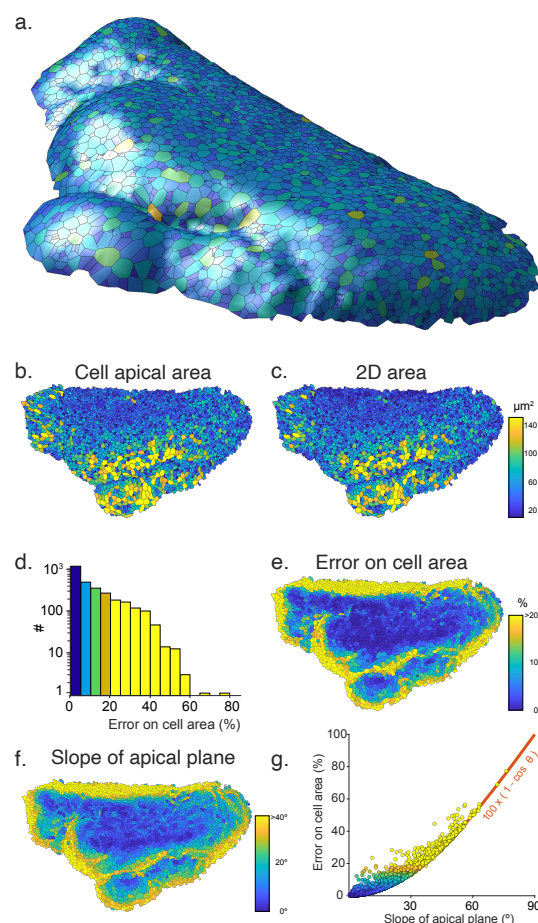 a.
b. Cell apical area
c. 2D area
µm²
140
100
60
20
d.
#
10³
100
10
1
0 20 40 60 80
Error on cell area (%)
e. Error on cell area
%
>20
10
0
f. Slope of apical plane
>40°
20°
0°
g.
Error on cell area (%)
100
80
60
40
20
0
0 30 60 90
Slope of apical plane (º)
100 x ( 1 - cos θ )